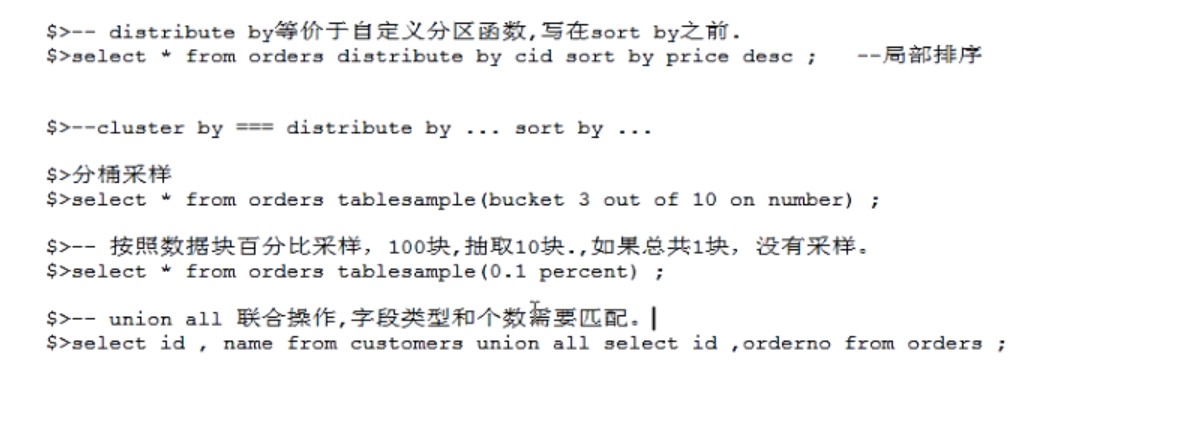 $>-- distribute by等价于自定义分区函数,写在sort by之前.
$>select * from orders distribute by cid sort by price desc ;   --局部排序
$>--cluster by === distribute by ... sort by ...
$>分桶采样
$>select * from orders tablesample(bucket 3 out of 10 on number) ;
$>-- 按照数据块百分比采样，100块,抽取10块.,如果总共1块，没有采样。
$>select * from orders tablesample(0.1 percent) ;
$>-- union all 联合操作,字段类型和个数需要匹配。
$>select id , name from customers union all select id ,orderno from orders ;